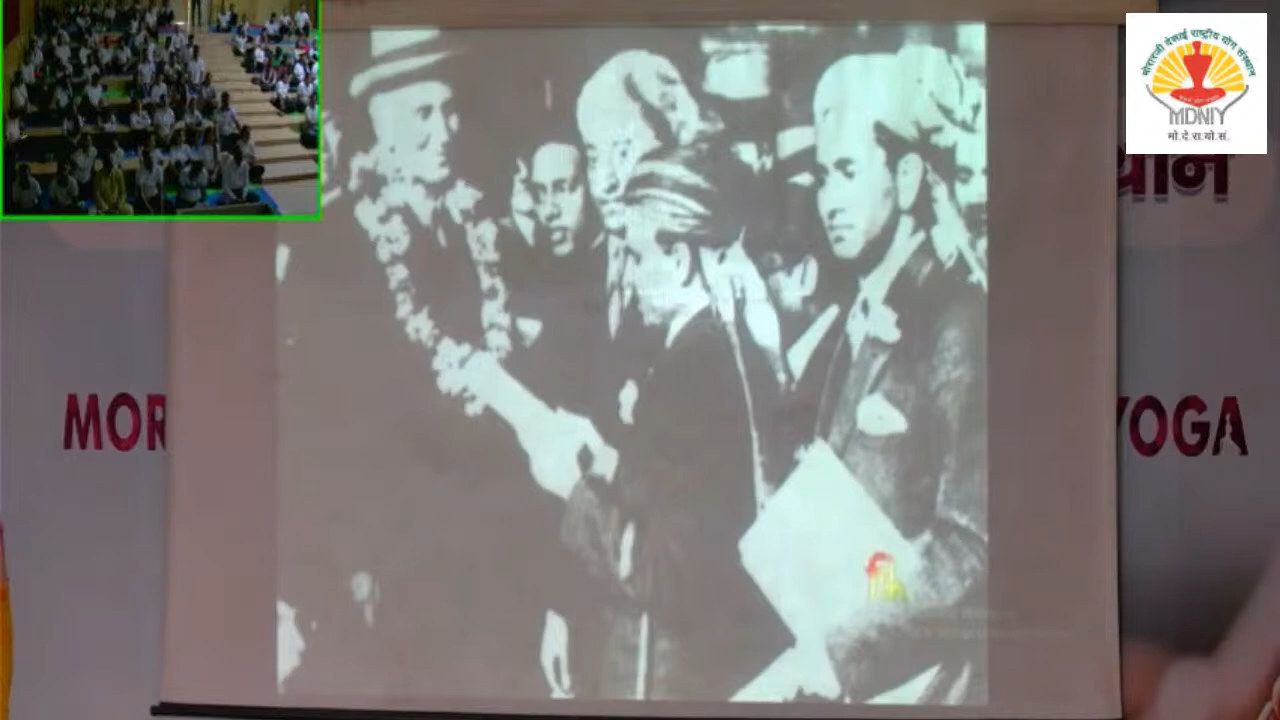 मोरारजी देसाई राष्ट्रीय योग संस्थान
MDNIY
मो.दे.रा.यो.सं.
MOR
YOGA